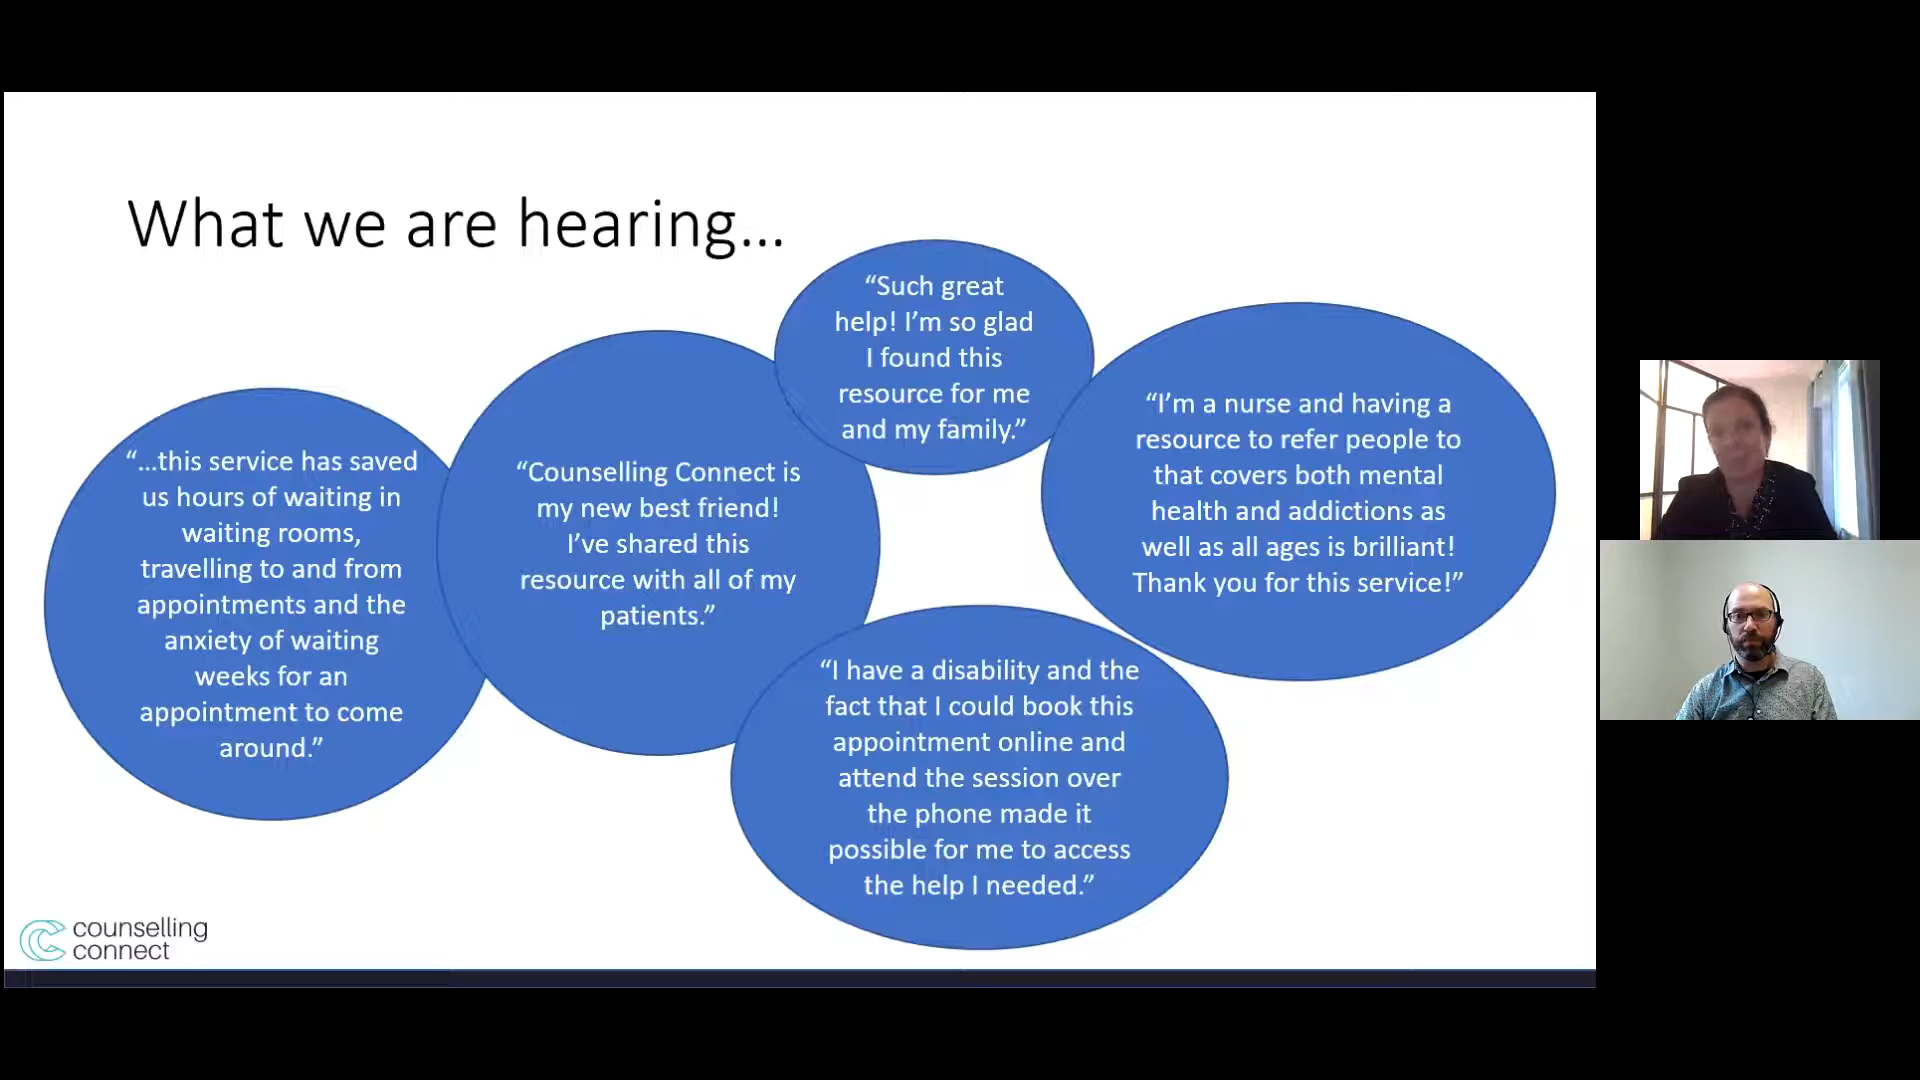 What we are hearing...
“...this service has saved
us hours of waiting in
waiting rooms,
travelling to and from
appointments and the
anxiety of waiting
weeks for an
appointment to come
around.”
“Counselling Connect is
my new best friend!
I’ve shared this
resource with all of my
patients.”
“Such great
help! I’m so glad
I found this
resource for me
and my family.”
“I’m a nurse and having a
resource to refer people to
that covers both mental
health and addictions as
well as all ages is brilliant!
Thank you for this service!”
“I have a disability and the
fact that I could book this
appointment online and
attend the session over
the phone made it
possible for me to access
the help I needed.”
counselling
connect